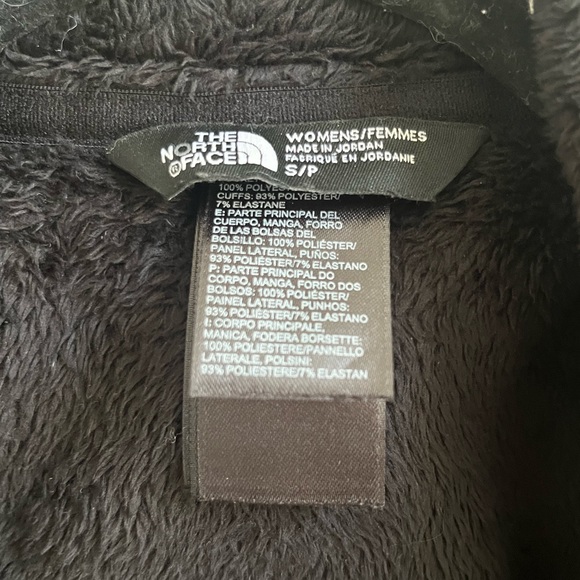 THE
NORTH
FACE
WOMENS/FEMMES
MADE IN JORDAN
FABRIQUÉ EN JORDANIE
S/P
100% POLYESTER/
CUFFS: 93% POLYESTER/
7% ELASTANE
E: PARTE PRINCIPAL DEL
CUERPO, MANGA, FORRO
DE LAS BOLSAS DEL
BOLSILLO: 100% POLIÉSTER/
PANEL LATERAL, PUÑOS:
93% POLIÉSTER/7% ELASTANO
P: PARTE PRINCIPAL DO
CORPO, MANGA, FORRO DOS
BOLSOS: 100% POLIÉSTER/
PAINEL LATERAL, PUNHOS:
93% POLIÉSTER/7% ELASTANO
I: CORPO PRINCIPALE,
MANICA, FODERA BORSETTE:
100% POLIESTERE/PANNELLO
LATERALE, POLSINI:
93% POLIESTERE/7% ELASTAN